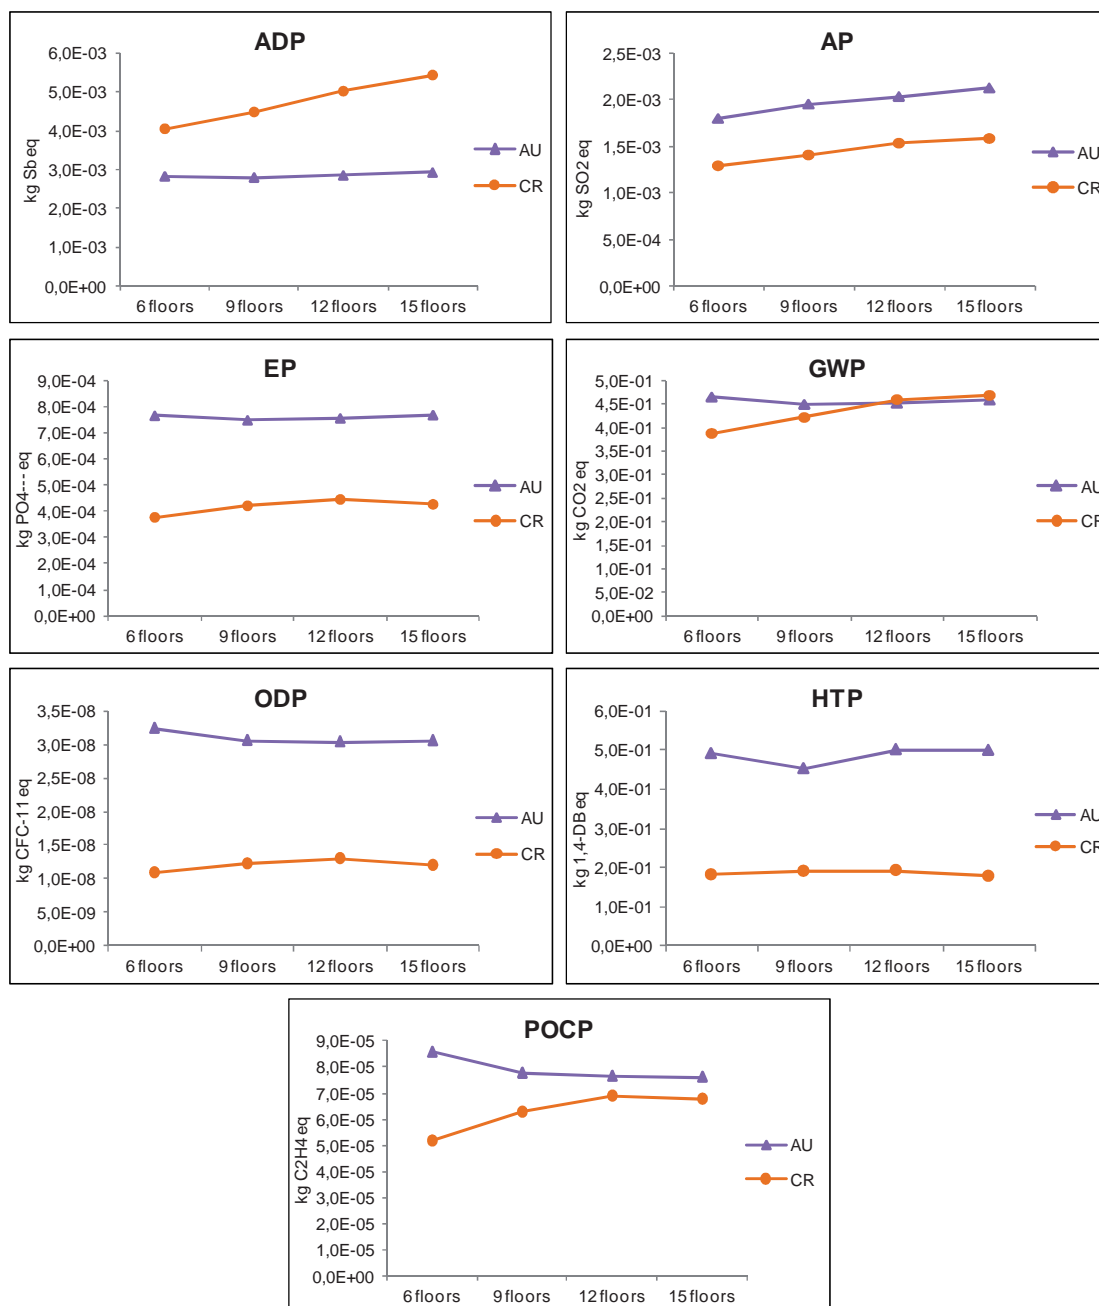 ADP
6,0E-03
5,0E-03
4,0E-03
3,0E-03
2,0E-03
1,0E-03
0,0E+00
kg Sb eq
6 floors 9 floors 12 floors 15 floors
AU
CR
AP
2,5E-03
2,0E-03
1,5E-03
1,0E-03
5,0E-04
0,0E+00
kg SO2 eq
6 floors 9 floors 12 floors 15 floors
AU
CR
EP
9,0E-04
8,0E-04
7,0E-04
6,0E-04
5,0E-04
4,0E-04
3,0E-04
2,0E-04
1,0E-04
0,0E+00
kg PO4--- eq
6 floors 9 floors 12 floors 15 floors
AU
CR
GWP
5,0E-01
4,5E-01
4,0E-01
3,5E-01
3,0E-01
2,5E-01
2,0E-01
1,5E-01
1,0E-01
5,0E-02
0,0E+00
kg CO2 eq
6 floors 9 floors 12 floors 15 floors
AU
CR
ODP
3,5E-08
3,0E-08
2,5E-08
2,0E-08
1,5E-08
1,0E-08
5,0E-09
0,0E+00
kg CFC-11 eq
6 floors 9 floors 12 floors 15 floors
AU
CR
HTP
6,0E-01
5,0E-01
4,0E-01
3,0E-01
2,0E-01
1,0E-01
0,0E+00
kg 1,4-DB eq
6 floors 9 floors 12 floors 15 floors
AU
CR
POCP
9,0E-05
8,0E-05
7,0E-05
6,0E-05
5,0E-05
4,0E-05
3,0E-05
2,0E-05
1,0E-05
0,0E+00
kg C2H4 eq
6 floors 9 floors 12 floors 15 floors
AU
CR